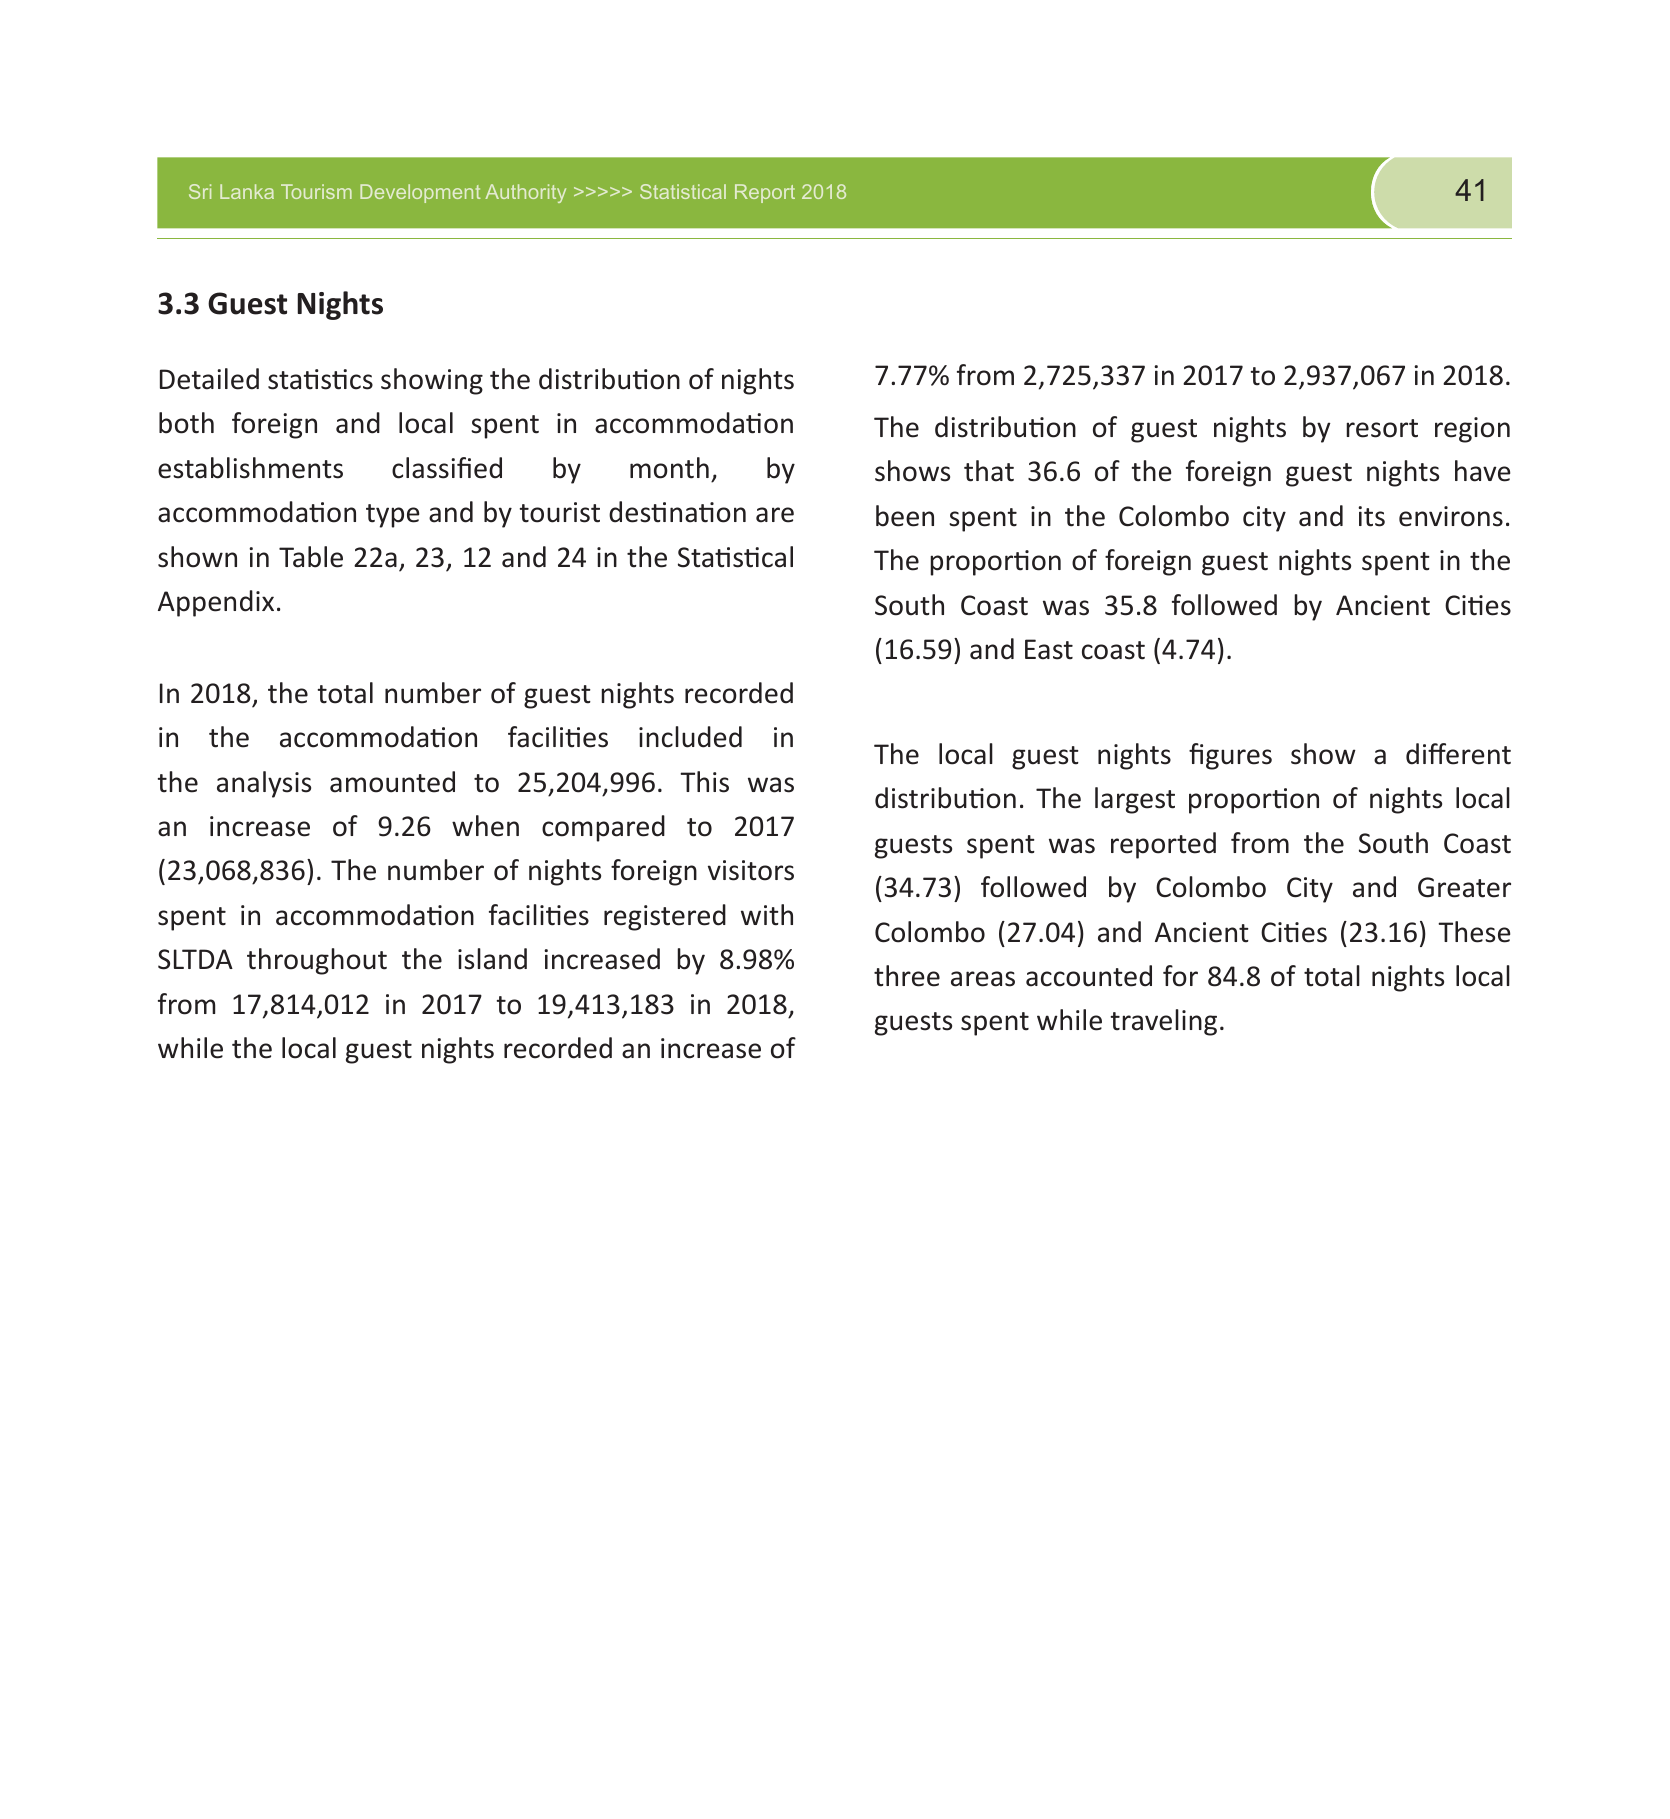 Sri Lanka Tourism Development Authority >>>>> Statistical Report 2018
41
3.3 Guest Nights
Detailed statistics showing the distribution of nights
both foreign and local spent in accommodation
establishments classified by month, by
accommodation type and by tourist destination are
shown in Table 22a, 23, 12 and 24 in the Statistical
Appendix.
In 2018, the total number of guest nights recorded
in the accommodation facilities included in
the analysis amounted to 25,204,996. This was
an increase of 9.26 when compared to 2017
(23,068,836). The number of nights foreign visitors
spent in accommodation facilities registered with
SLTDA throughout the island increased by 8.98%
from 17,814,012 in 2017 to 19,413,183 in 2018,
while the local guest nights recorded an increase of
7.77% from 2,725,337 in 2017 to 2,937,067 in 2018.
The distribution of guest nights by resort region
shows that 36.6 of the foreign guest nights have
been spent in the Colombo city and its environs.
The proportion of foreign guest nights spent in the
South Coast was 35.8 followed by Ancient Cities
(16.59) and East coast (4.74).
The local guest nights figures show a different
distribution. The largest proportion of nights local
guests spent was reported from the South Coast
(34.73) followed by Colombo City and Greater
Colombo (27.04) and Ancient Cities (23.16) These
three areas accounted for 84.8 of total nights local
guests spent while traveling.